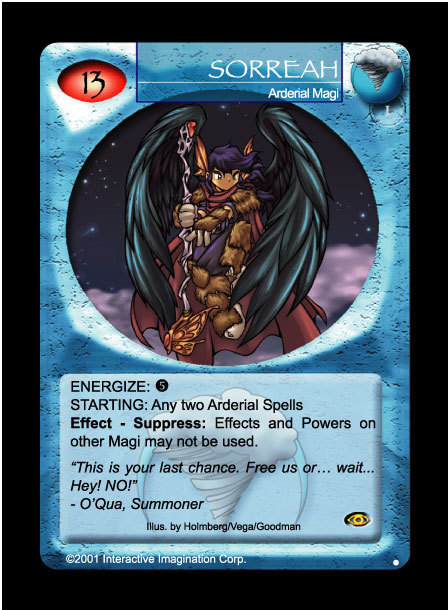 13
SORREAH
Arderial Magi
L
ENERGIZE: ❺
STARTING: Any two Arderial Spells
Effect - Suppress: Effects and Powers on
other Magi may not be used.
“This is your last chance. Free us or… wait...
Hey! NO!”
- O’Qua, Summoner
Illus. by Holmberg/Vega/Goodman
©2001 Interactive Imagination Corp.